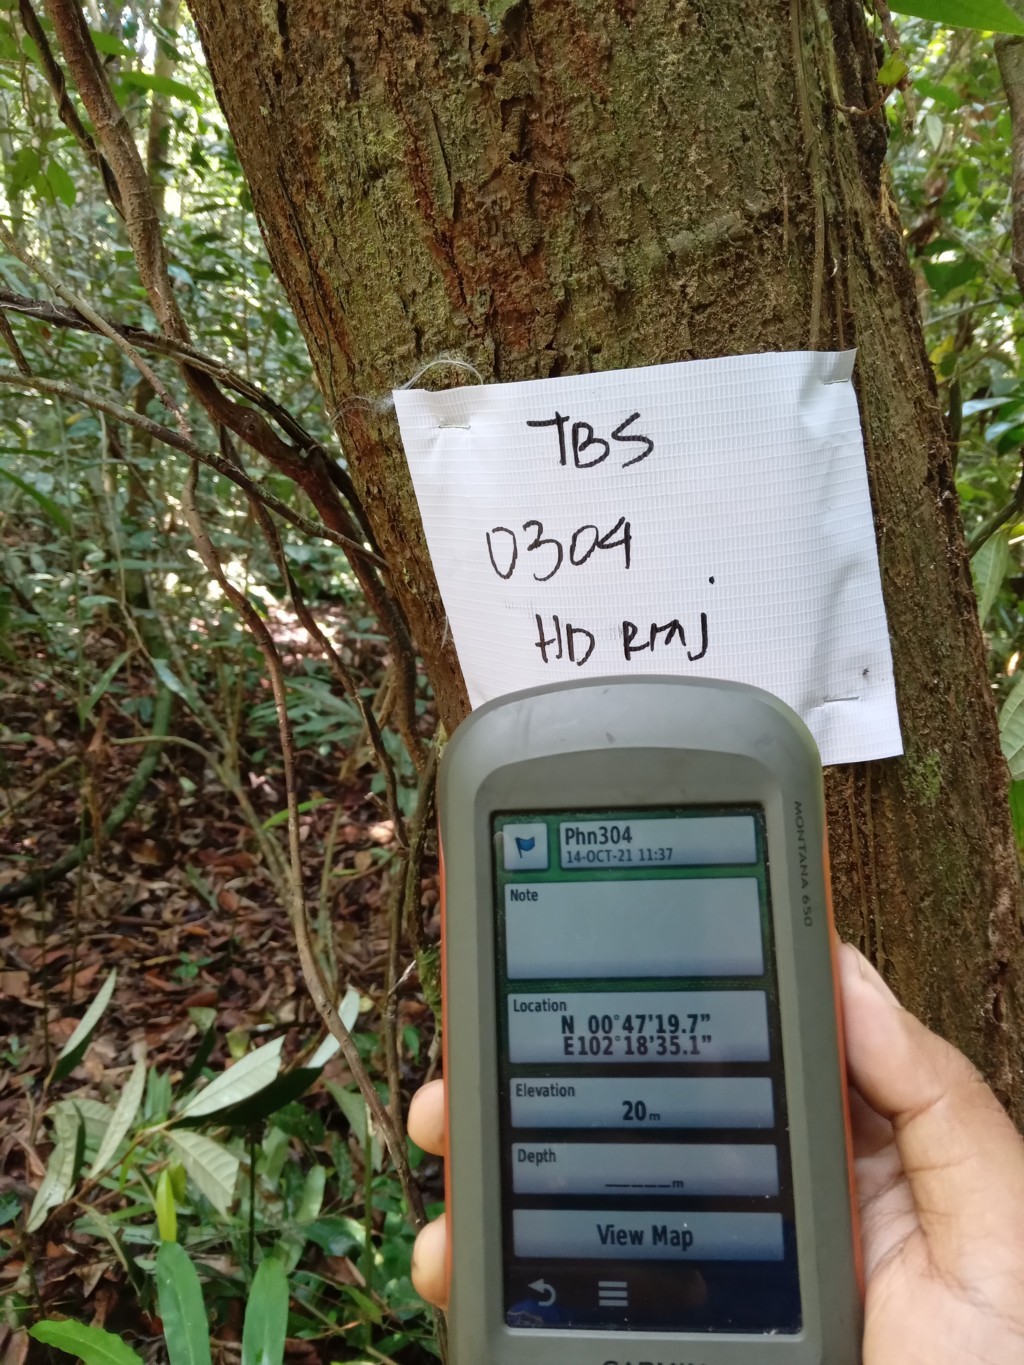 TBS
0304
HD RMJ
MONTANA 650
Phn304
14-OCT-21 11:37
Note
Location
N 00°47'19.7"
E102°18'35.1"
Elevation
20m
Depth
_____m
View Map
GARMIN